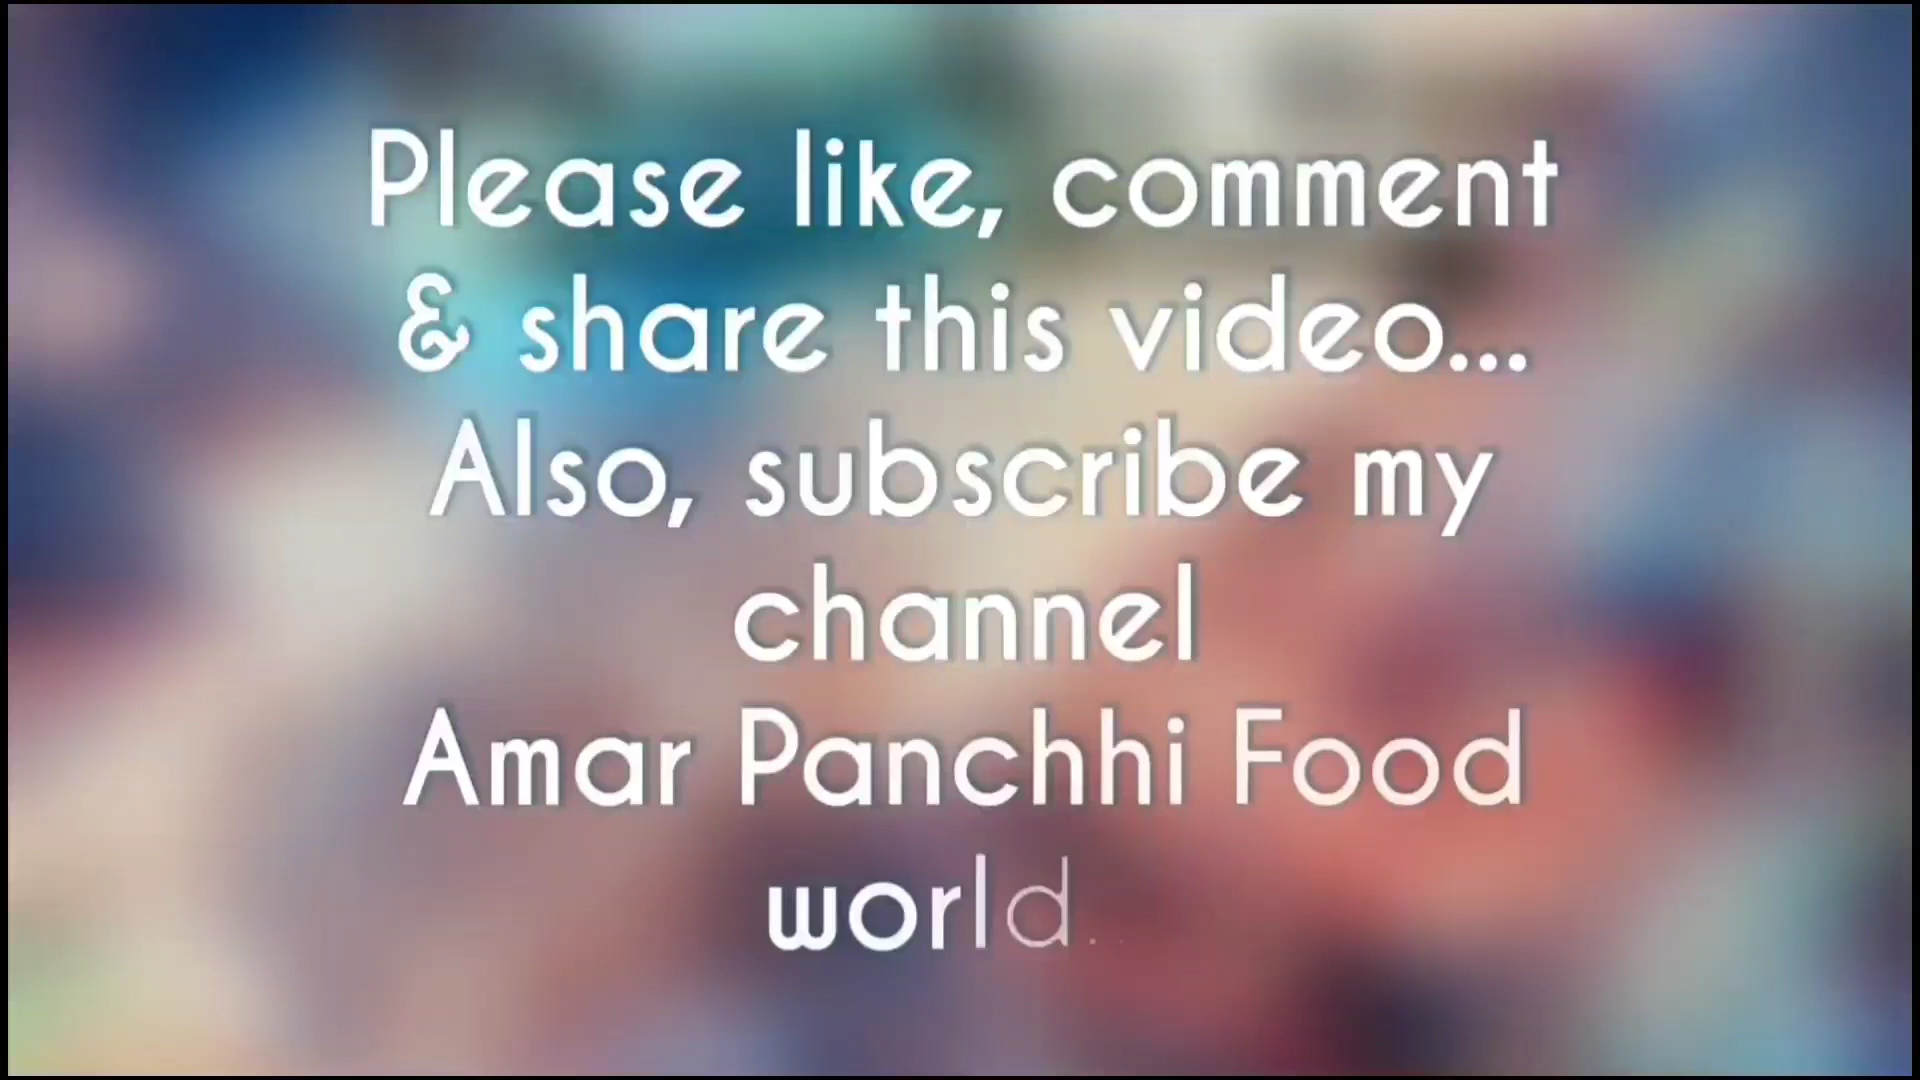 Please like, comment
& share this video...
Also, subscribe my
channel
Amar Panchhi Food
world..